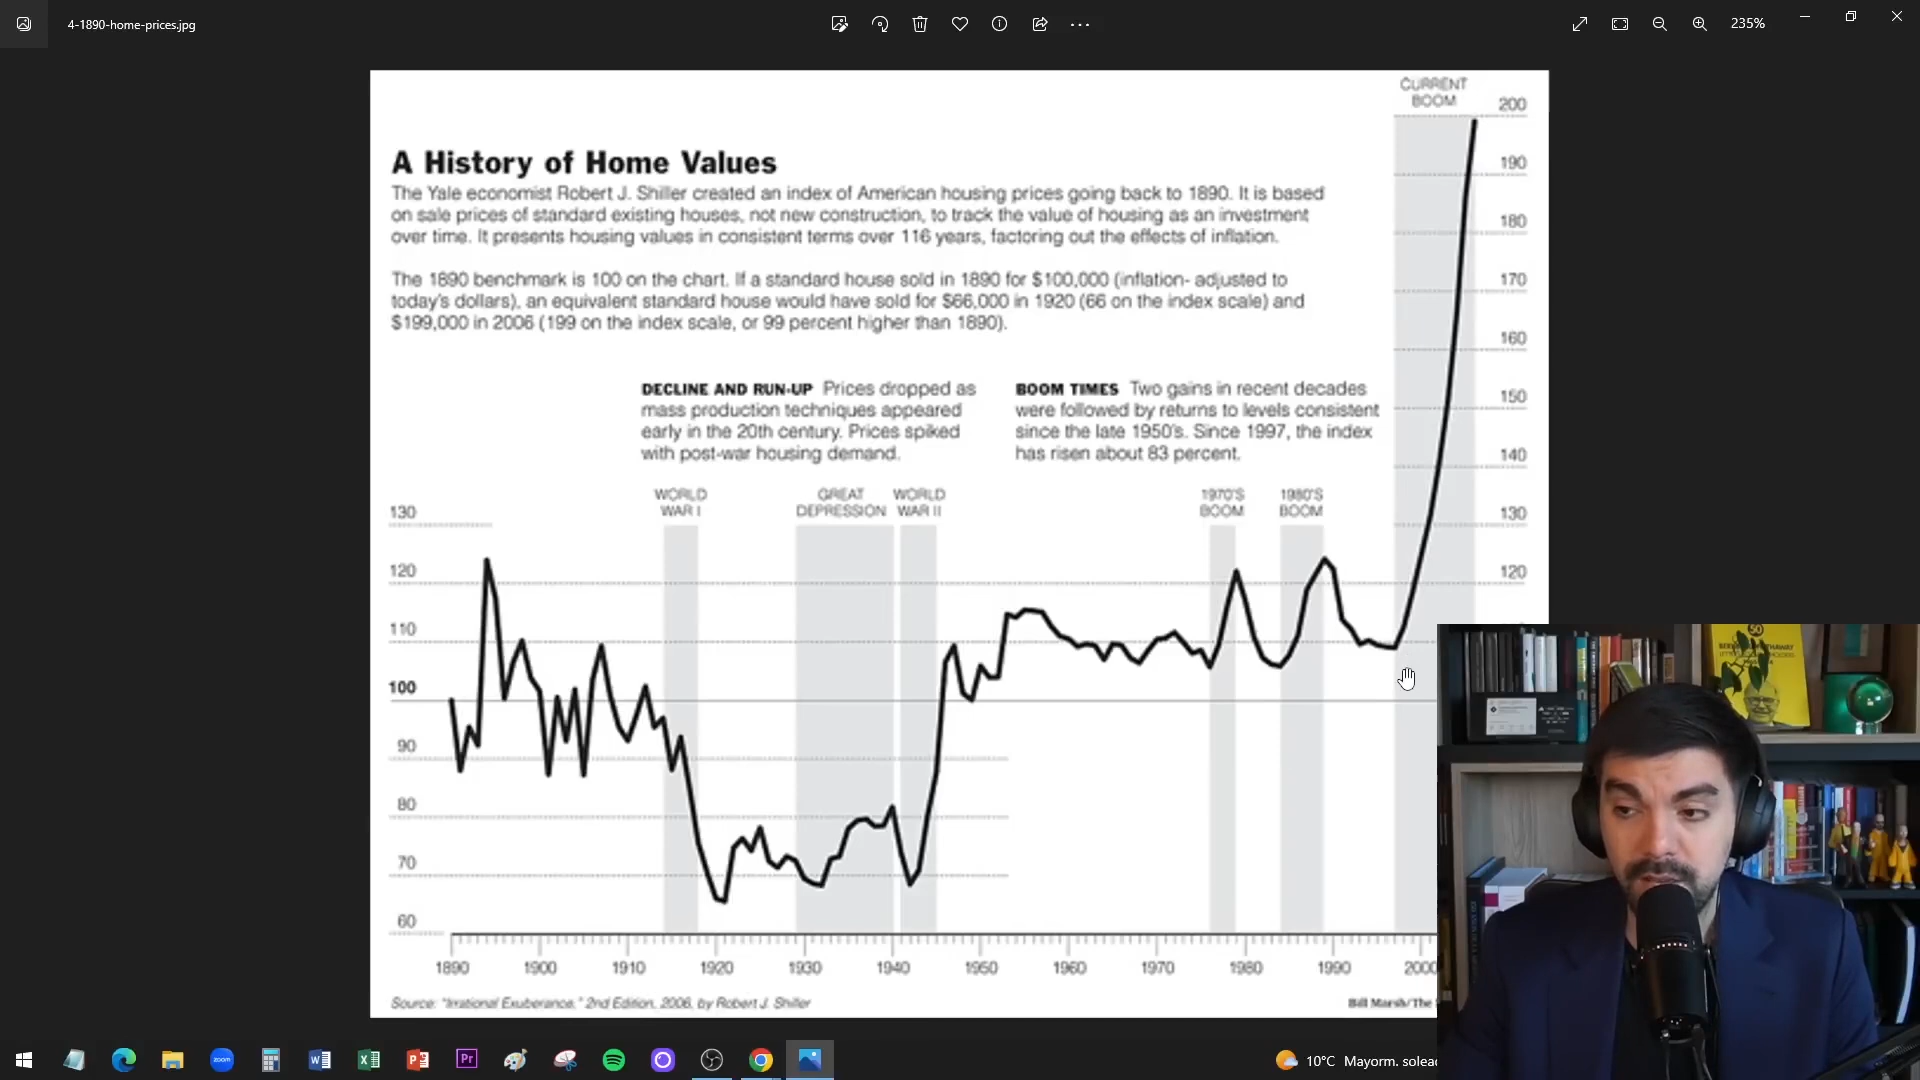 4-1890-home-prices.jpg
235%
CURRENT
BOOM
200
A History of Home Values
190
The Yale economist Robert J. Shiller created an index of American housing prices going back to 1890. It is based
on sale prices of standard existing houses, not new construction, to track the value of housing as an investment
over time. It presents housing values in consistent terms over 116 years, factoring out the effects of inflation.
180
The 1890 benchmark is 100 on the chart. If a standard house sold in 1890 for $100,000 (inflation- adjusted to
today's dollars), an equivalent standard house would have sold for $66,000 in 1920 (66 on the index scale) and
$199,000 in 2006 (199 on the index scale, or 99 percent higher than 1890).
170
160
DECLINE AND RUN-UP Prices dropped as
mass production techniques appeared
early in the 20th century. Prices spiked
with post-war housing demand.
BOOM TIMES Two gains in recent decades
were followed by returns to levels consistent
since the late 1950's. Since 1997, the index
has risen about 83 percent.
150
140
WORLD
WAR I
GREAT
DEPRESSION
WORLD
WAR II
1970'S
BOOM
1980'S
BOOM
130
130
120
120
110
100
90
80
70
60
1890 1900 1910 1920 1930 1940 1950 1960 1970 1980 1990 2000
Source: "Irrational Exuberance," 2nd Edition, 2006, by Robert J. Shiller
Bill Marsh/The
50
zoom
Pr
10°C Mayorm. solead